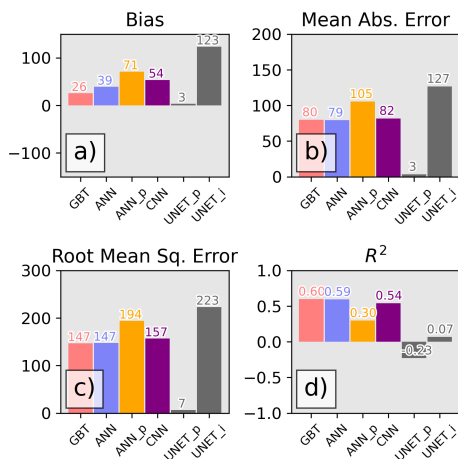 Bias
100
0
−100
26
39
71
54
3
123
a)
GBT
ANN
ANN_p
CNN
UNET_p
UNET_i
Mean Abs. Error
200
150
100
50
0
80
79
105
82
3
127
b)
GBT
ANN
ANN_p
CNN
UNET_p
UNET_i
Root Mean Sq. Error
300
200
100
0
147
147
194
157
7
223
c)
GBT
ANN
ANN_p
CNN
UNET_p
UNET_i
R²
1.0
0.5
0.0
−0.5
−1.0
0.60
0.59
0.30
0.54
-0.23
0.07
d)
GBT
ANN
ANN_p
CNN
UNET_p
UNET_i